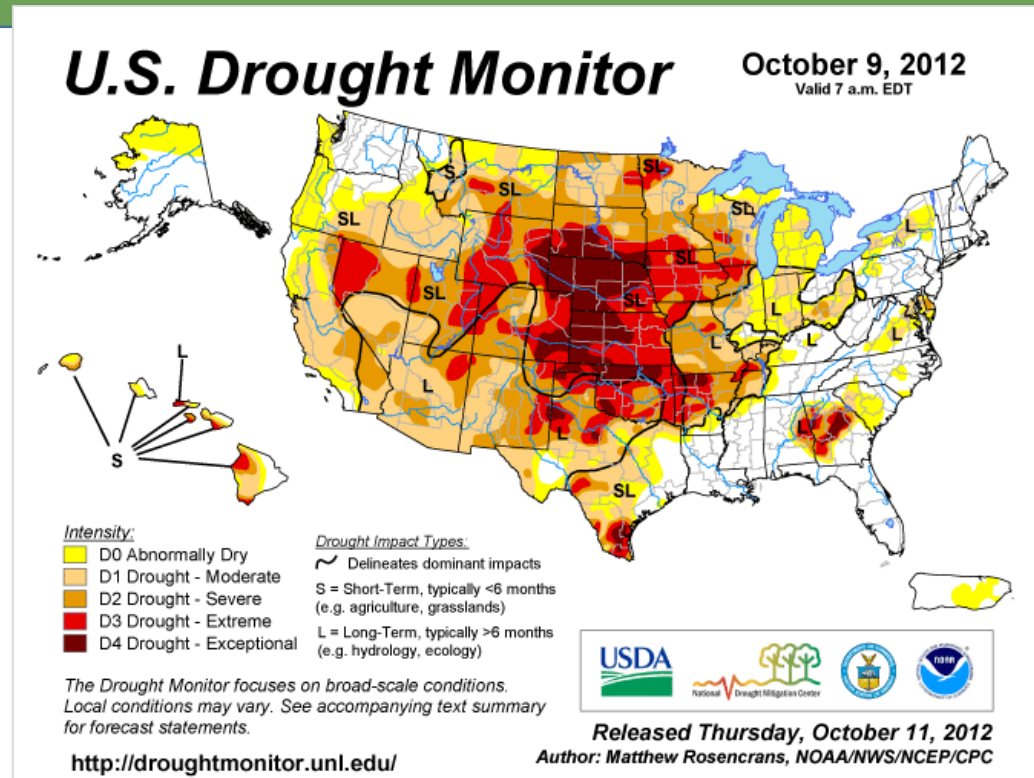 U.S. Drought Monitor
October 9, 2012
Valid 7 a.m. EDT
SL
S
SL
SL
SL
L
SL
SL
SL
L
L
L
L
L
L
L
L
SL
L
S
Intensity:
D0 Abnormally Dry
D1 Drought - Moderate
D2 Drought - Severe
D3 Drought - Extreme
D4 Drought - Exceptional
Drought Impact Types:
Delineates dominant impacts
S = Short-Term, typically <6 months
(e.g. agriculture, grasslands)
L = Long-Term, typically >6 months
(e.g. hydrology, ecology)
The Drought Monitor focuses on broad-scale conditions.
Local conditions may vary. See accompanying text summary
for forecast statements.
http://droughtmonitor.unl.edu/
USDA
National Drought Mitigation Center
NOAA
Released Thursday, October 11, 2012
Author: Matthew Rosencrans, NOAA/NWS/NCEP/CPC